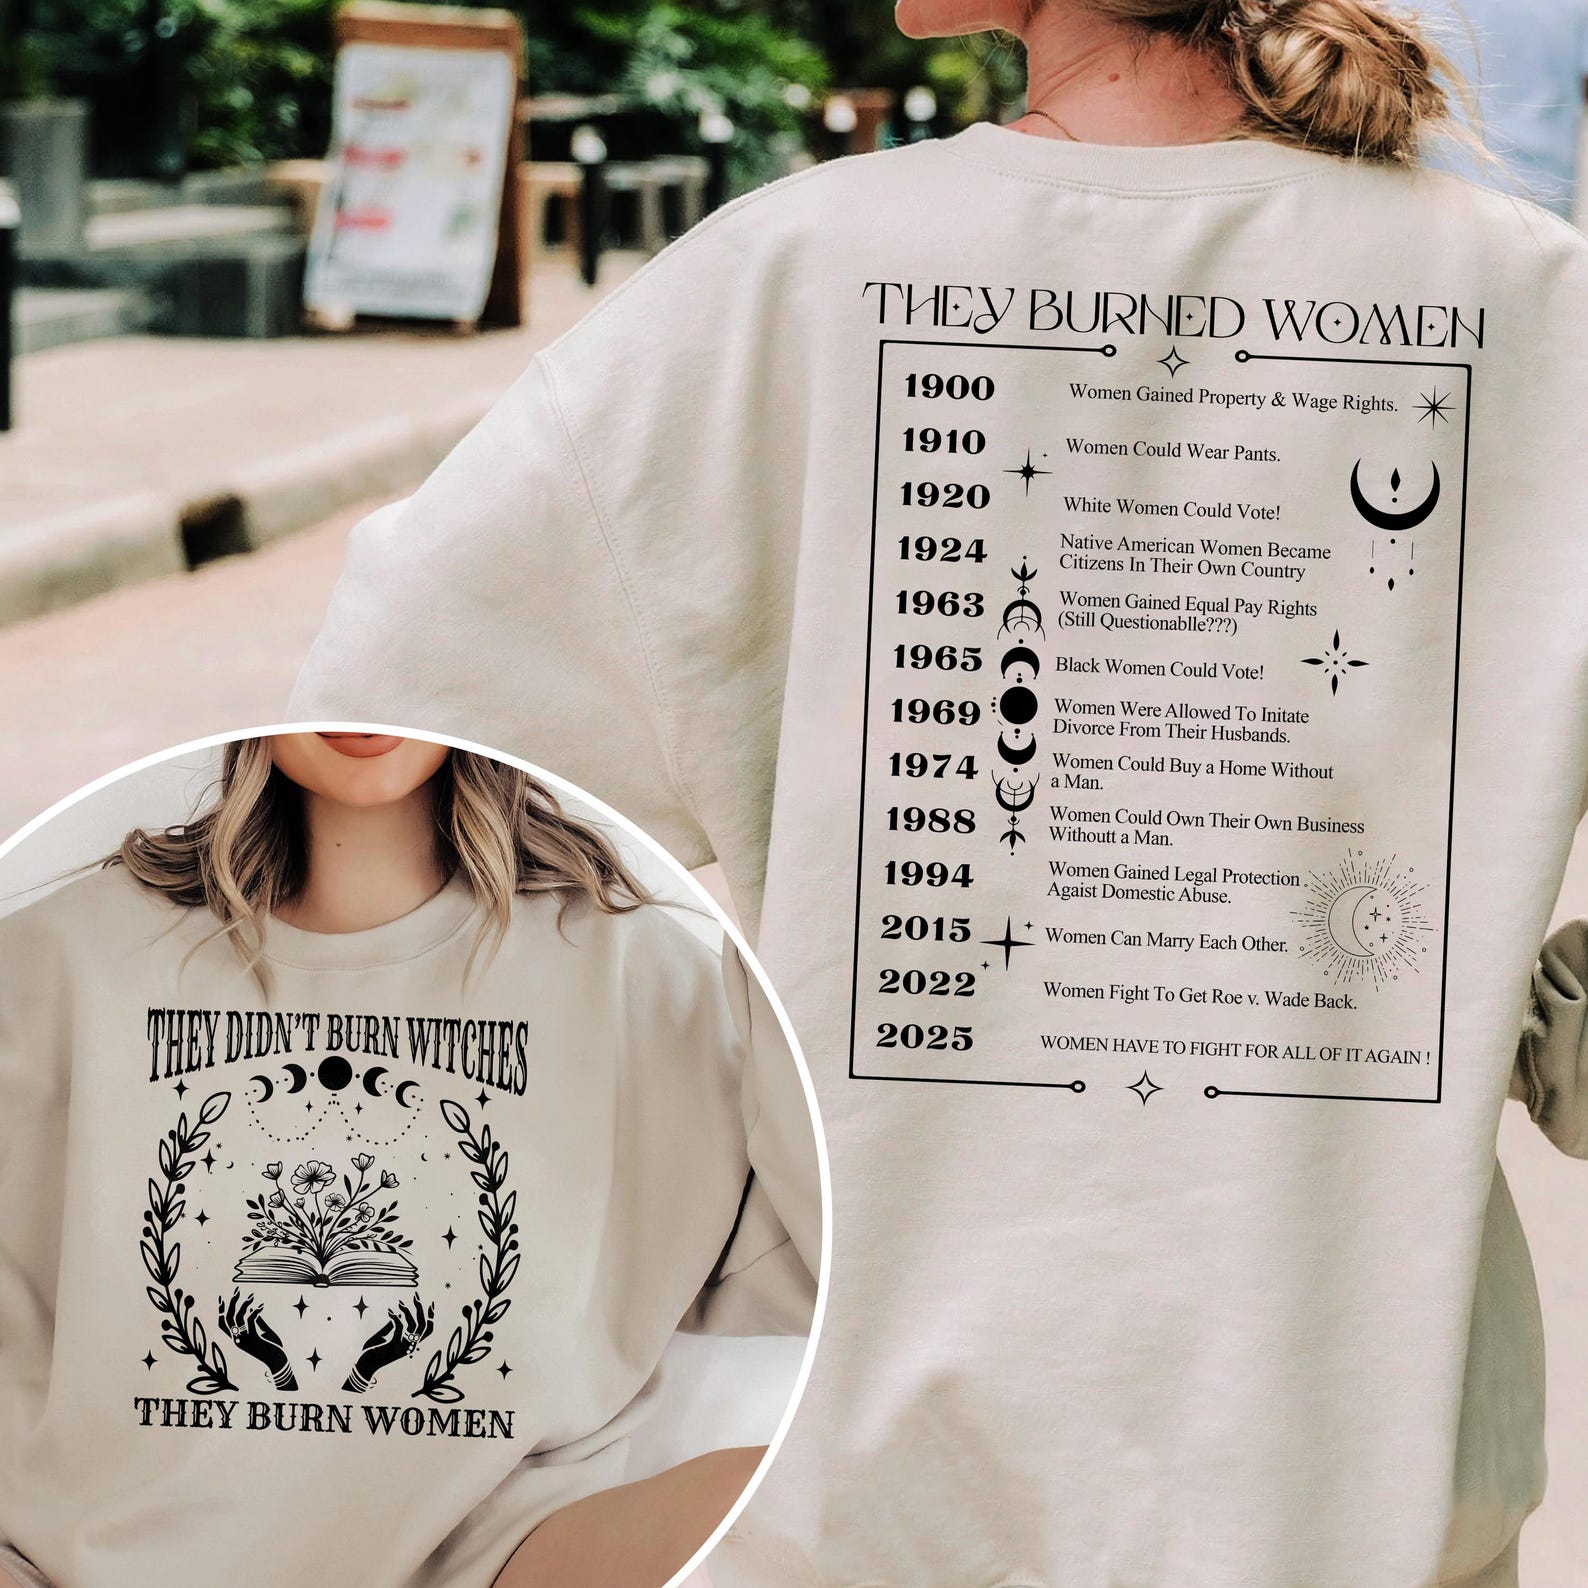 THEY BURNED WOMEN
1900 Women Gained Property & Wage Rights.
1910 Women Could Wear Pants.
1920 White Women Could Vote!
1924 Native American Women Became
Citizens In Their Own Country
1963 Women Gained Equal Pay Rights
(Still Questionablle???)
1965 Black Women Could Vote!
1969 Women Were Allowed To Initate
Divorce From Their Husbands.
1974 Women Could Buy a Home Without
a Man.
1988 Women Could Own Their Own Business
Withoutt a Man.
1994 Women Gained Legal Protection
Agaist Domestic Abuse.
2015 Women Can Marry Each Other.
2022 Women Fight To Get Roe v. Wade Back.
2025 WOMEN HAVE TO FIGHT FOR ALL OF IT AGAIN !
THEY DIDN'T BURN WITCHES
THEY BURN WOMEN